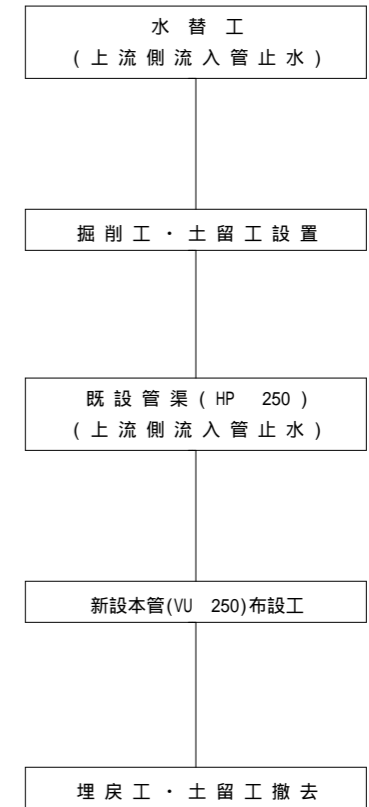 水替工
(上流側流入管止水)
掘削工・土留工設置
既設管渠(HP 250)
(上流側流入管止水)
新設本管(VU 250)布設工
埋戻工・土留工撤去